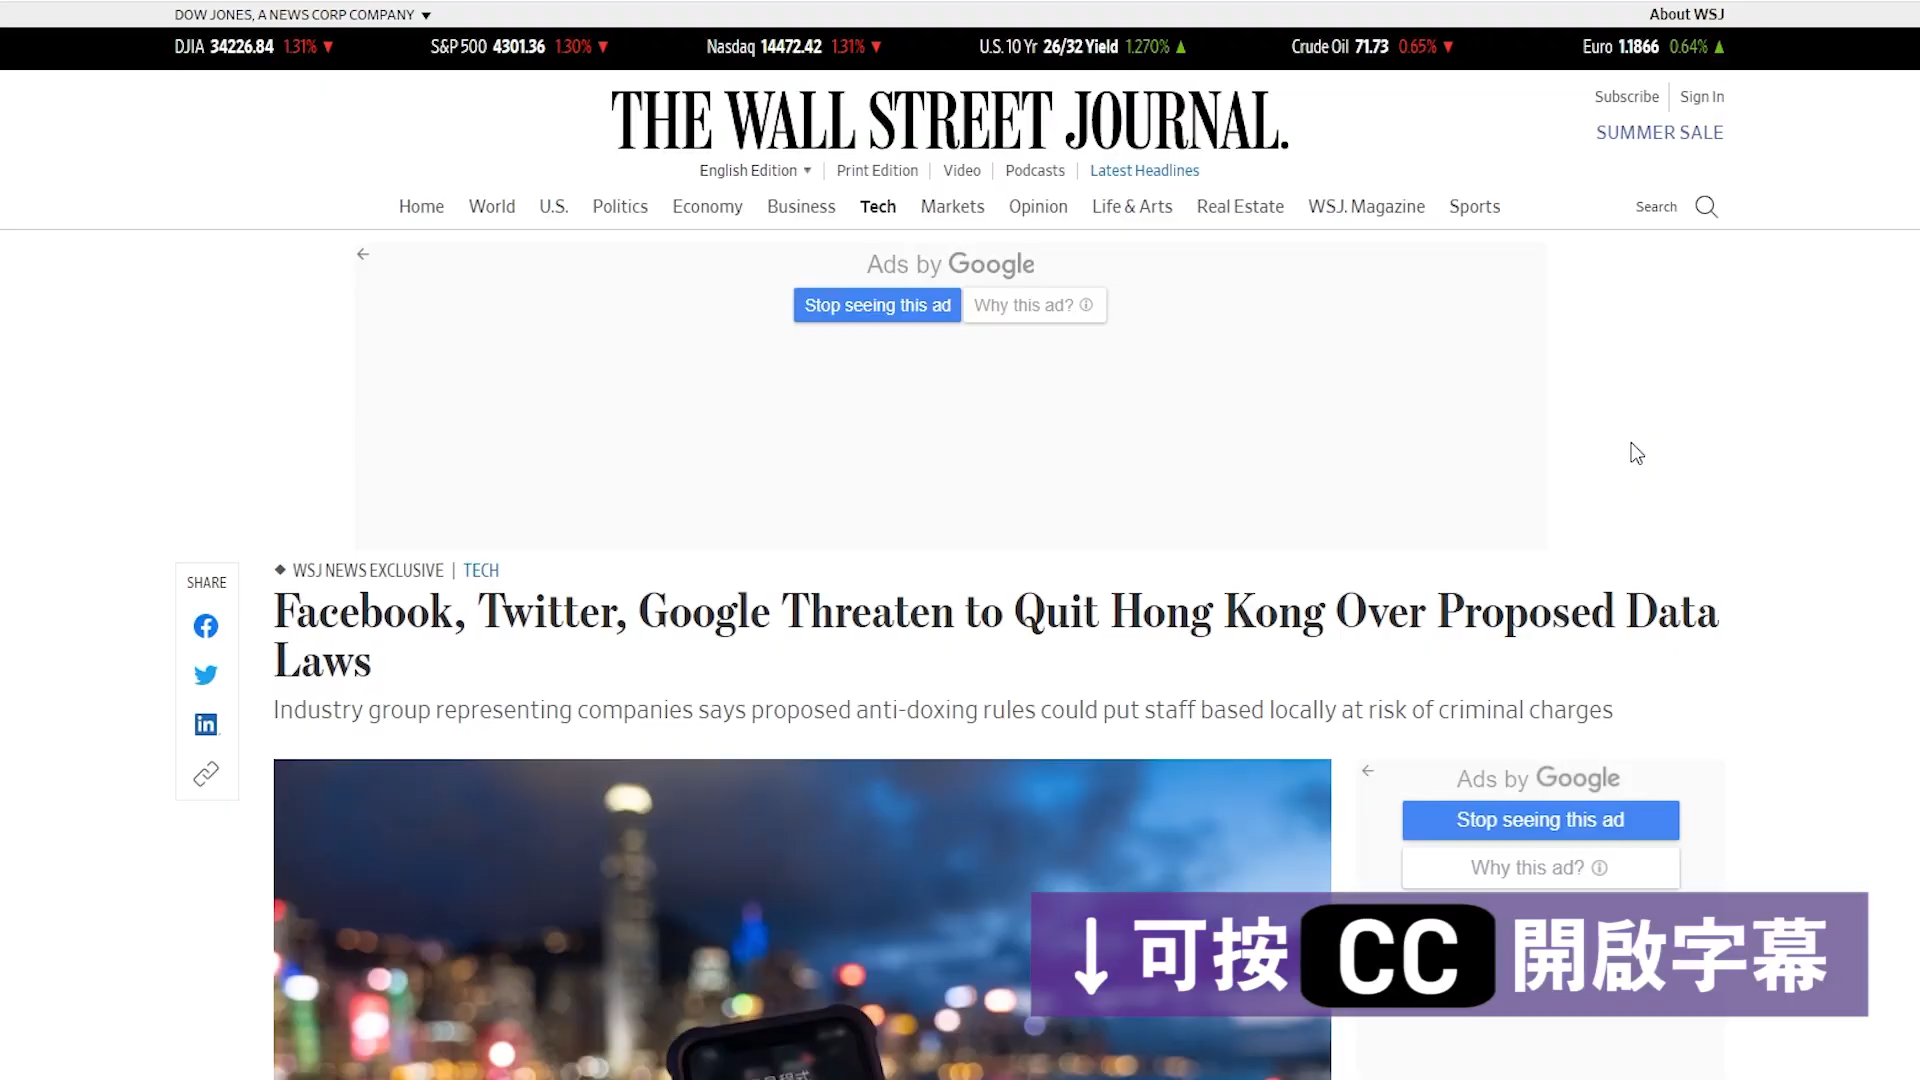 DOW JONES, A NEWS CORP COMPANY
About WSJ
DJIA 34226.84 1.31% S&P 500 4301.36 1.30% Nasdaq 14472.42 1.31% U.S. 10 Yr 26/32 Yield 1.270% Crude Oil 71.73 0.65% Euro 1.1866 0.64%
THE WALL STREET JOURNAL.
Subscribe Sign In
SUMMER SALE
English Edition Print Edition Video Podcasts Latest Headlines
Home World U.S. Politics Economy Business Tech Markets Opinion Life & Arts Real Estate WSJ. Magazine Sports Search
Ads by Google
Stop seeing this ad Why this ad?
SHARE
WSJ NEWS EXCLUSIVE | TECH
Facebook, Twitter, Google Threaten to Quit Hong Kong Over Proposed Data
Laws
Industry group representing companies says proposed anti-doxing rules could put staff based locally at risk of criminal charges
Ads by Google
Stop seeing this ad
Why this ad?
↓可按 CC 開啟字幕